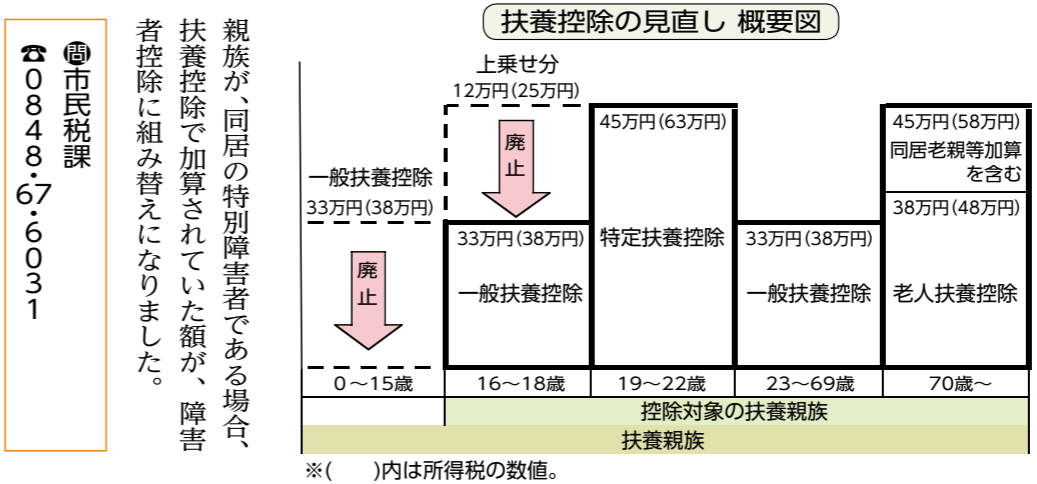 扶養控除の見直し 概要図
上乗せ分
12万円(25万円)
廃止
一般扶養控除
33万円(38万円)
廃止
33万円(38万円)
一般扶養控除
45万円(63万円)
特定扶養控除
33万円(38万円)
一般扶養控除
45万円(58万円)
同居老親等加算
を含む
38万円(48万円)
老人扶養控除
0～15歳
16～18歳
19～22歳
23～69歳
70歳～
控除対象の扶養親族
扶養親族
※(　　)内は所得税の数値。
親族が、同居の特別障害者である場合、
扶養控除で加算されていた額が、障害
者控除に組み替えになりました。
㉄市民税課
☎0848・67・6031